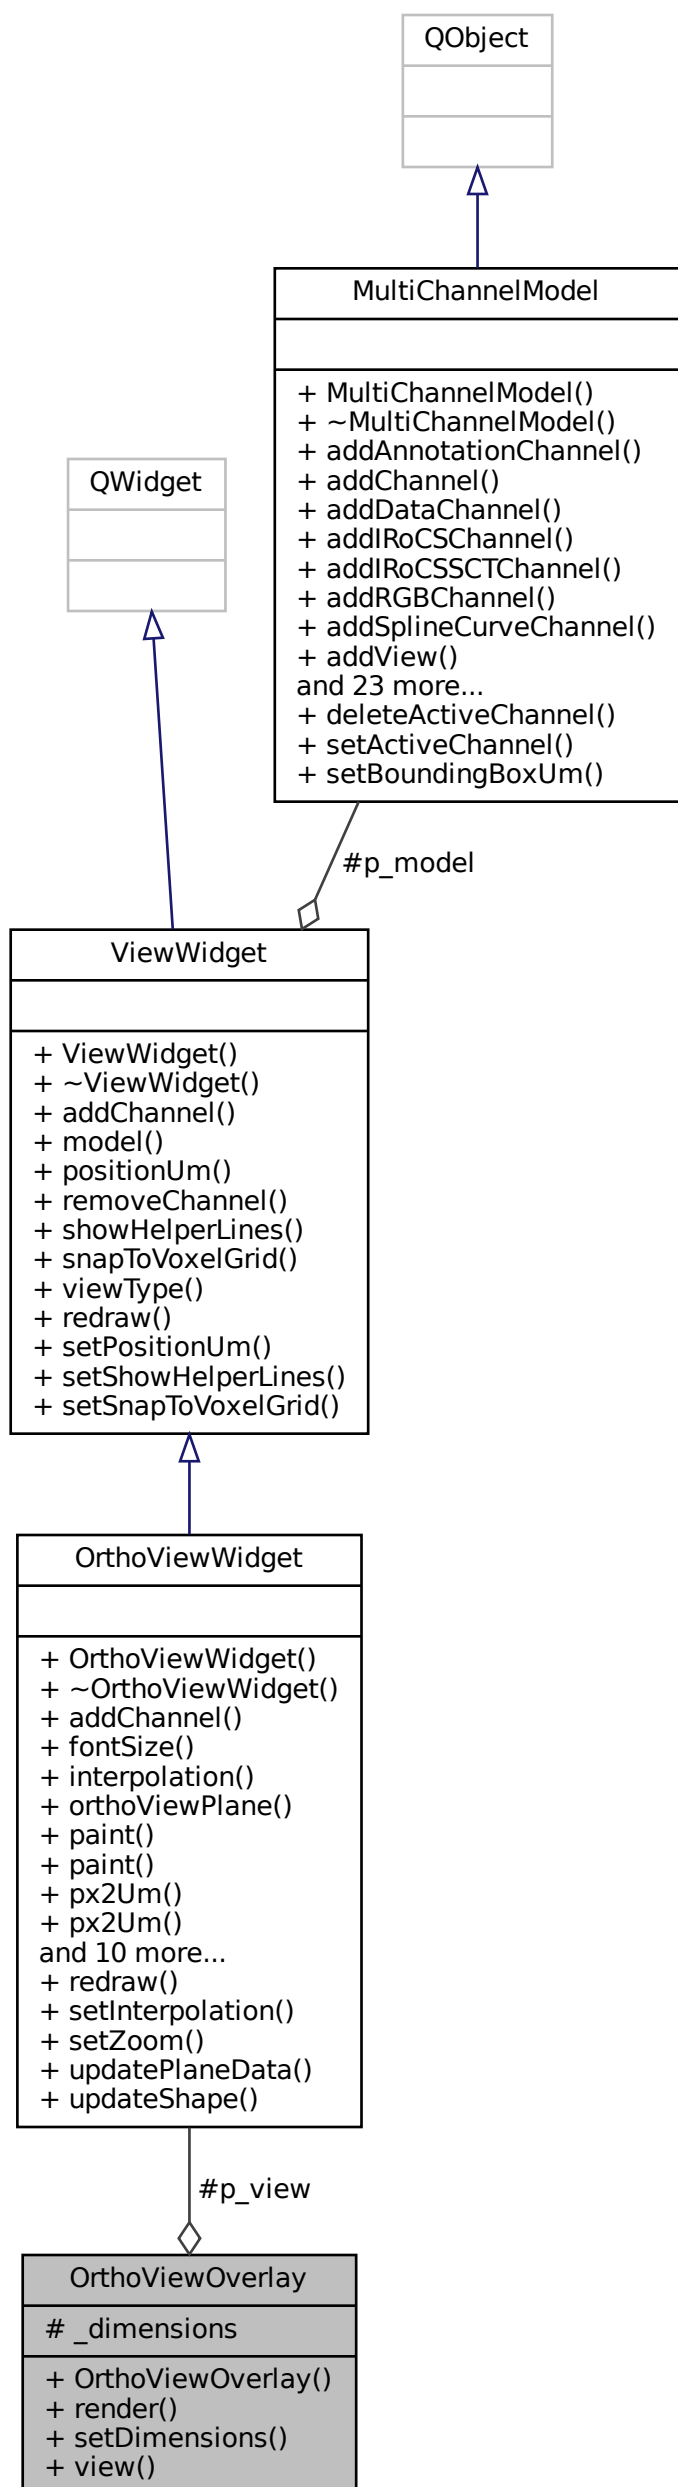 QObject
MultiChannelModel
+ MultiChannelModel()
+ ~MultiChannelModel()
+ addAnnotationChannel()
+ addChannel()
+ addDataChannel()
+ addIRoCSChannel()
+ addIRoCSSCTChannel()
+ addRGBChannel()
+ addSplineCurveChannel()
+ addView()
and 23 more...
+ deleteActiveChannel()
+ setActiveChannel()
+ setBoundingBoxUm()
QWidget
#p_model
ViewWidget
+ ViewWidget()
+ ~ViewWidget()
+ addChannel()
+ model()
+ positionUm()
+ removeChannel()
+ showHelperLines()
+ snapToVoxelGrid()
+ viewType()
+ redraw()
+ setPositionUm()
+ setShowHelperLines()
+ setSnapToVoxelGrid()
OrthoViewWidget
+ OrthoViewWidget()
+ ~OrthoViewWidget()
+ addChannel()
+ fontSize()
+ interpolation()
+ orthoViewPlane()
+ paint()
+ paint()
+ px2Um()
+ px2Um()
and 10 more...
+ redraw()
+ setInterpolation()
+ setZoom()
+ updatePlaneData()
+ updateShape()
#p_view
OrthoViewOverlay
# _dimensions
+ OrthoViewOverlay()
+ render()
+ setDimensions()
+ view()